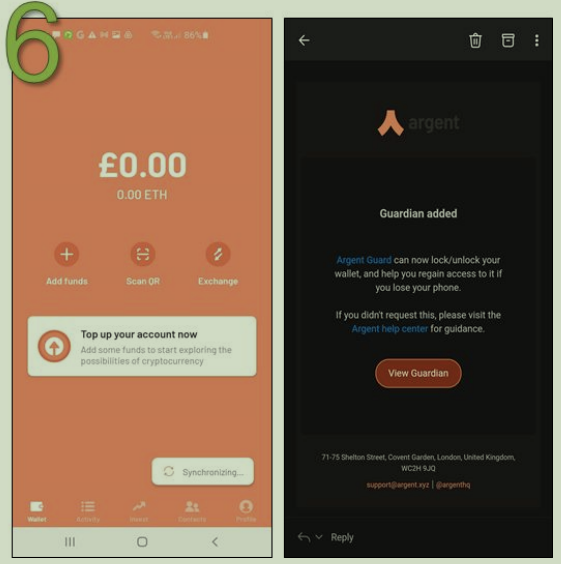 6
86%
£0.00
0.00 ETH
Add funds
Scan QR
Exchange
Top up your account now
Add some funds to start exploring the
possibilities of cryptocurrency
Synchronizing...
Wallet
Activity
Invest
Contacts
Profile
argent
Guardian added
Argent Guard can now lock/unlock your
wallet, and help you regain access to it if
you lose your phone.
If you didn't request this, please visit the
Argent help center for guidance.
View Guardian
71-75 Shelton Street, Covent Garden, London, United Kingdom,
WC2H 9JQ
support@argent.xyz | @argenthq
Reply